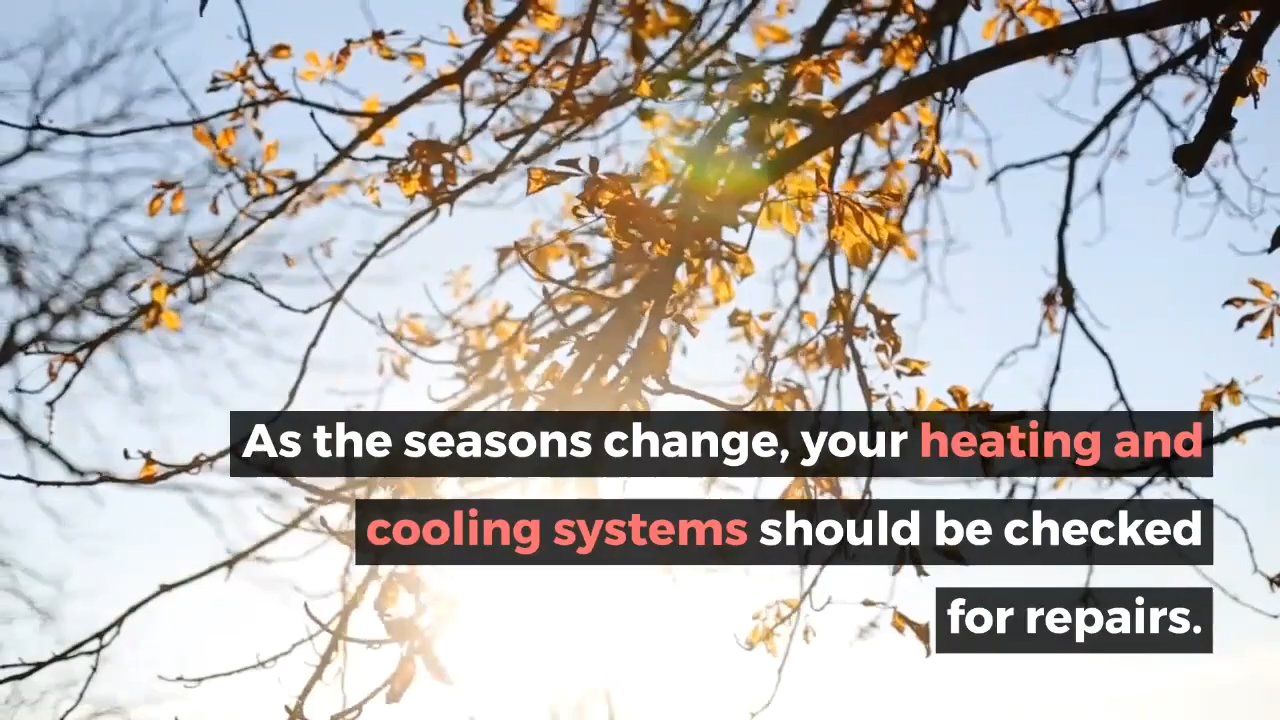 As the seasons change, your heating and
cooling systems should be checked
for repairs.